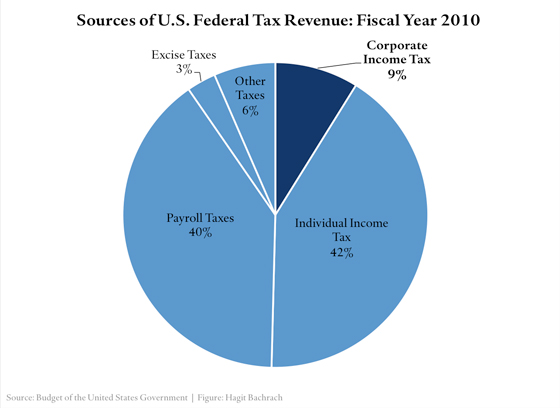 Sources of U.S. Federal Tax Revenue: Fiscal Year 2010
Corporate
Income Tax
9%
Excise Taxes
3%
Other
Taxes
6%
Payroll Taxes
40%
Individual Income
Tax
42%
Source: Budget of the United States Government | Figure: Hagit Bachrach